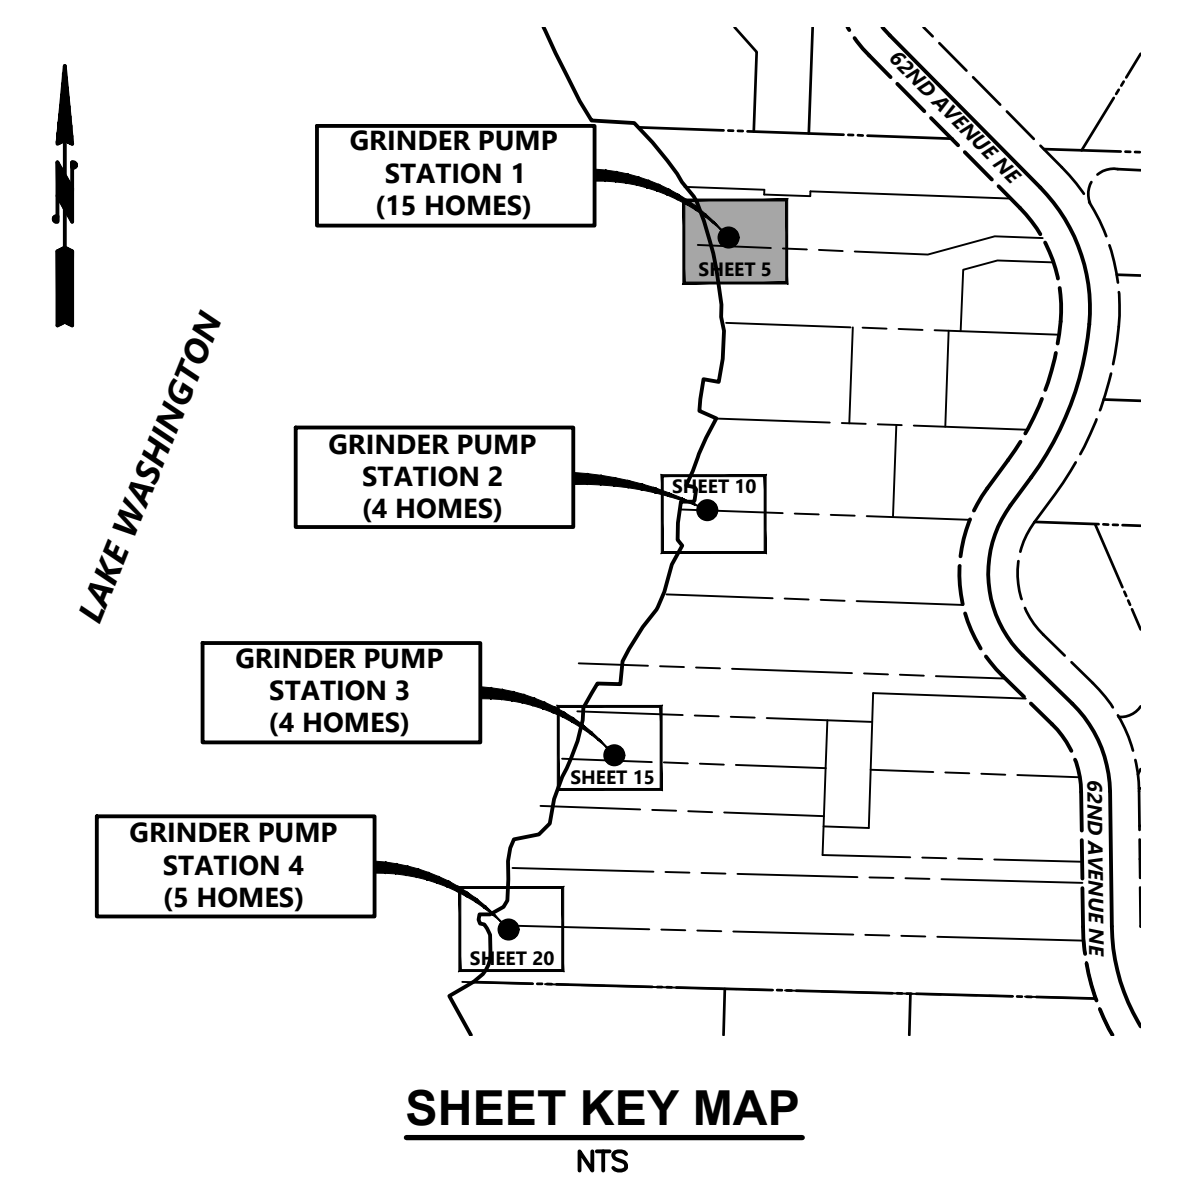 62ND AVENUE NE
GRINDER PUMP
STATION 1
(15 HOMES)
N
SHEET 5
LAKE WASHINGTON
GRINDER PUMP
STATION 2
(4 HOMES)
SHEET 10
GRINDER PUMP
STATION 3
(4 HOMES)
SHEET 15
62ND AVENUE NE
GRINDER PUMP
STATION 4
(5 HOMES)
SHEET 20
SHEET KEY MAP
NTS